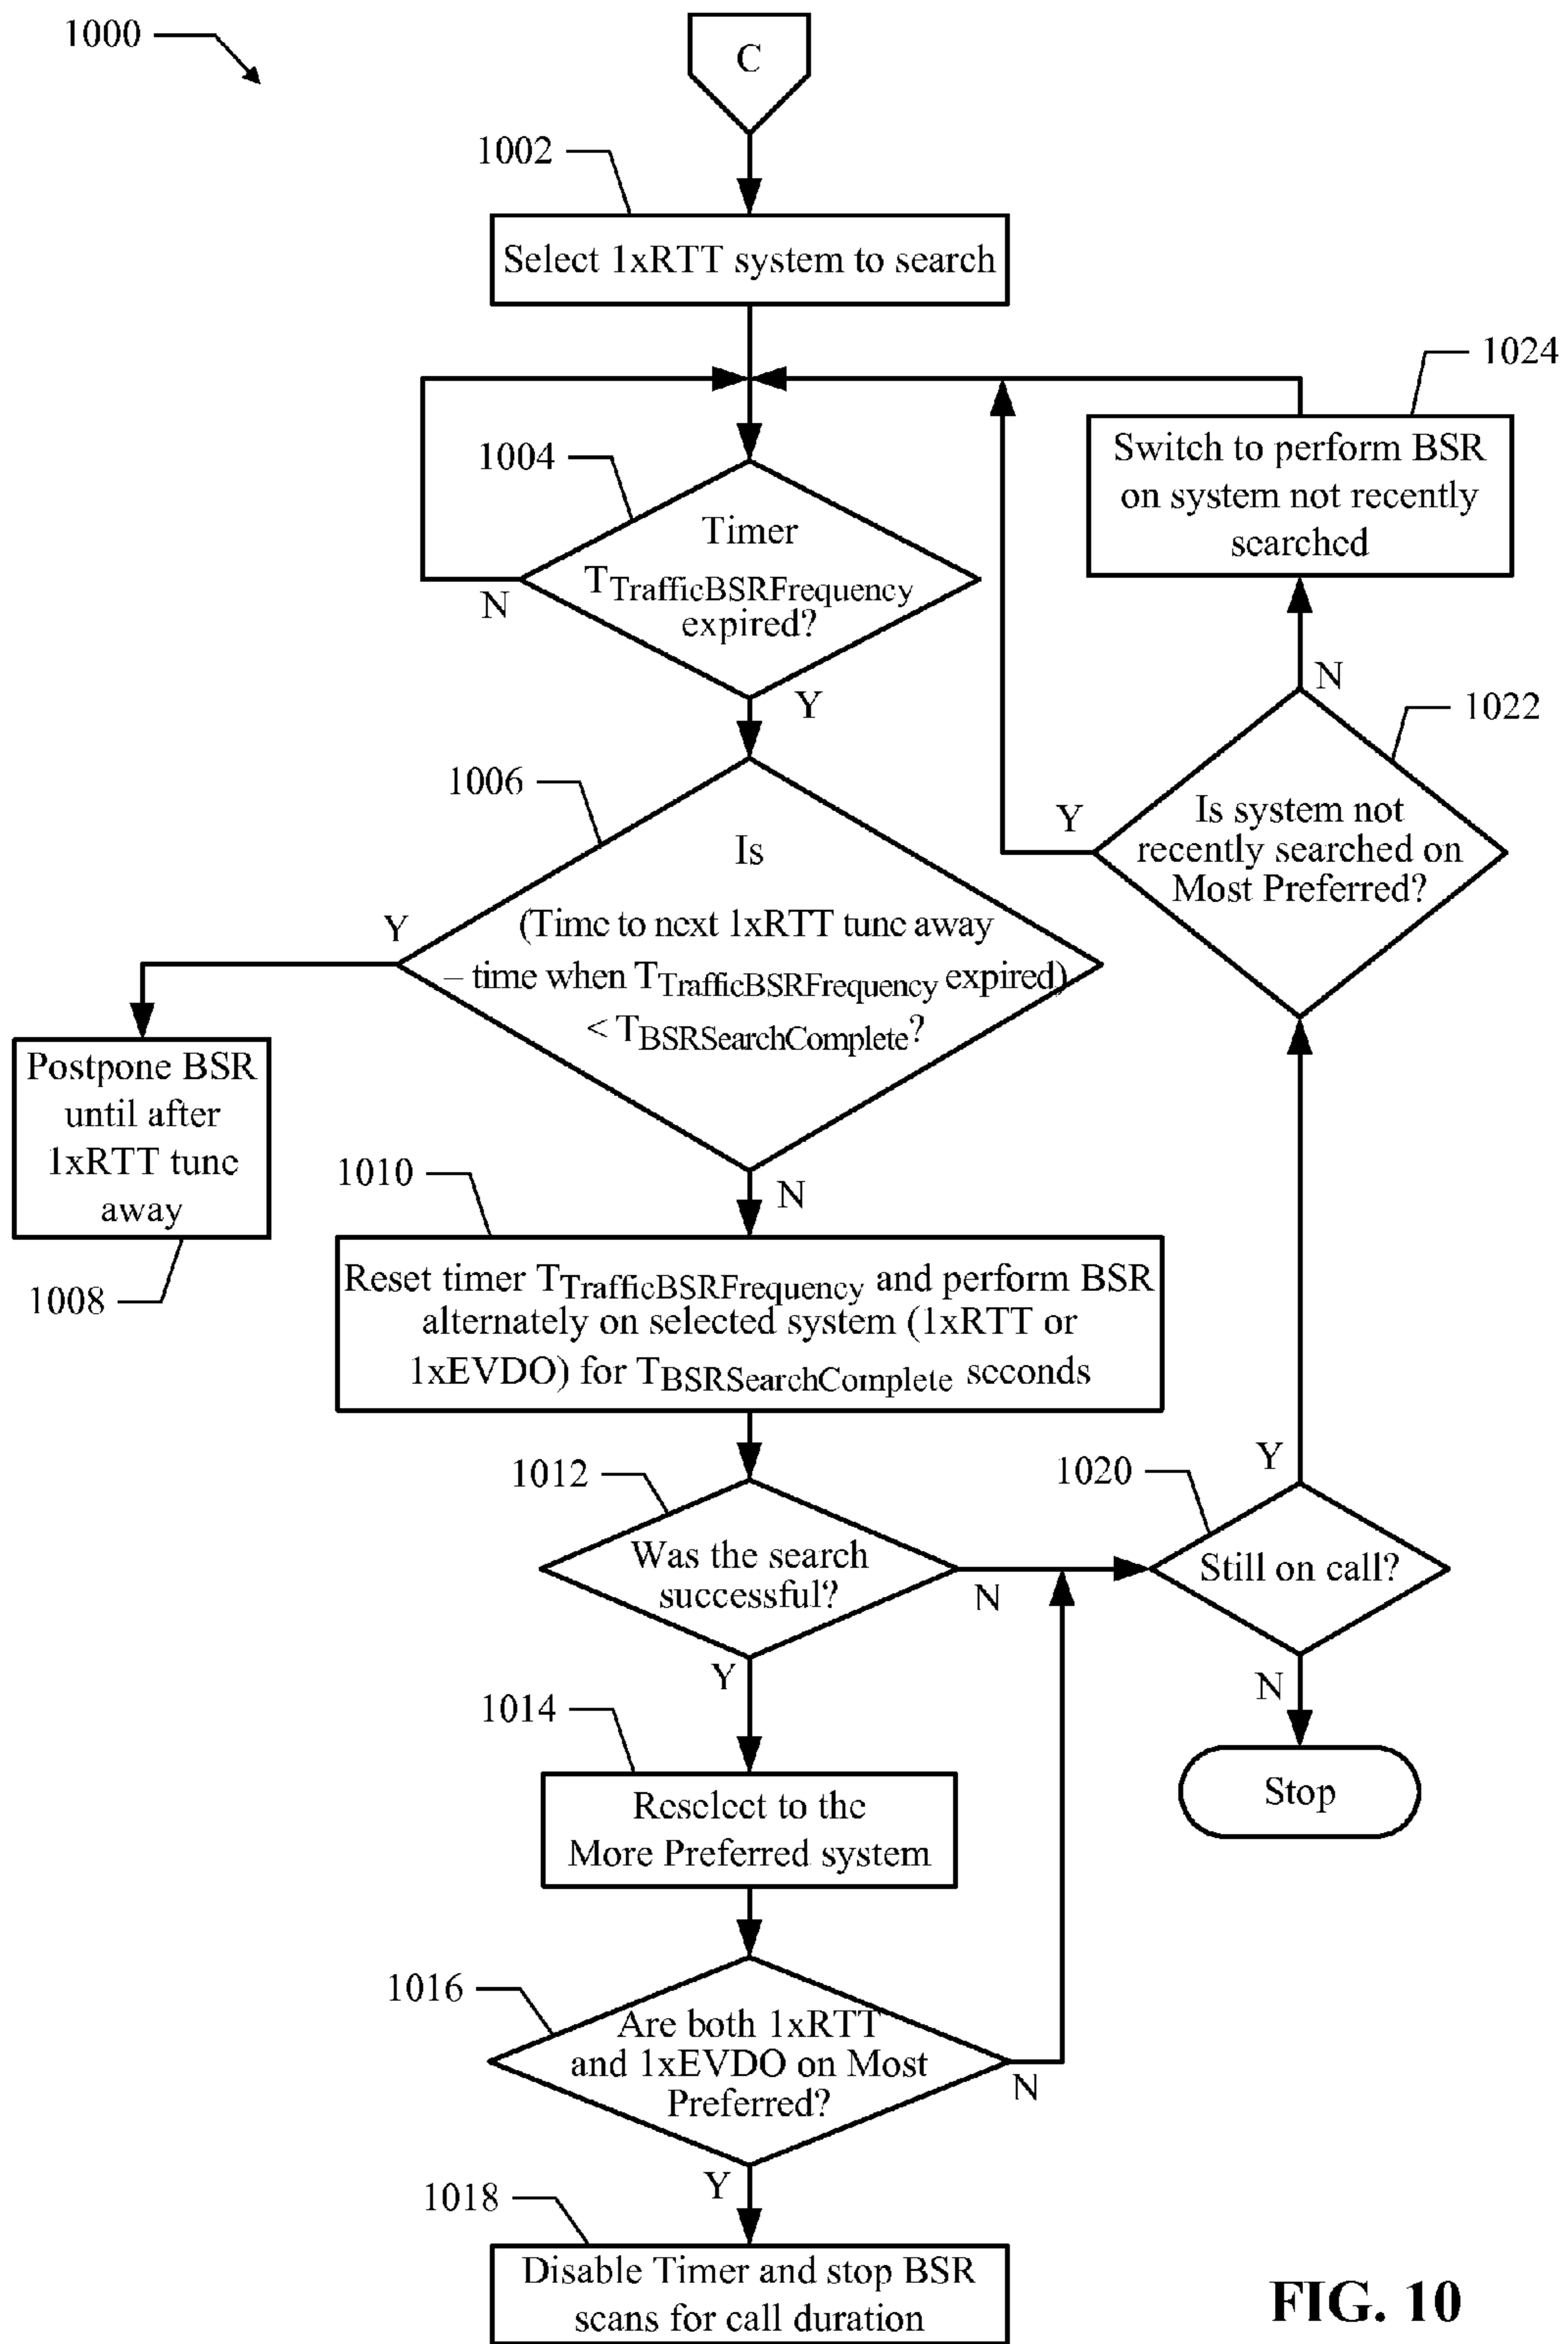 1000
C
1002
Select 1xRTT system to search
1024
Switch to perform BSR
on system not recently
searched
1004
Timer
TTrafficBSRFrequency
expired?
N
Y
N
1022
Is system not
recently searched on
Most Preferred?
Y
1006
Is
(Time to next 1xRTT tune away
– time when TTrafficBSRFrequency expired)
< TBSRSearchComplete?
Y
N
Postpone BSR
until after
1xRTT tune
away
1008
1010
Reset timer TTrafficBSRFrequency and perform BSR
alternately on selected system (1xRTT or
1xEVDO) for TBSRSearchComplete seconds
1012
Was the search
successful?
N
Y
1020
Still on call?
Y
N
Stop
1014
Reselect to the
More Preferred system
1016
Are both 1xRTT
and 1xEVDO on Most
Preferred?
N
Y
1018
Disable Timer and stop BSR
scans for call duration
FIG. 10